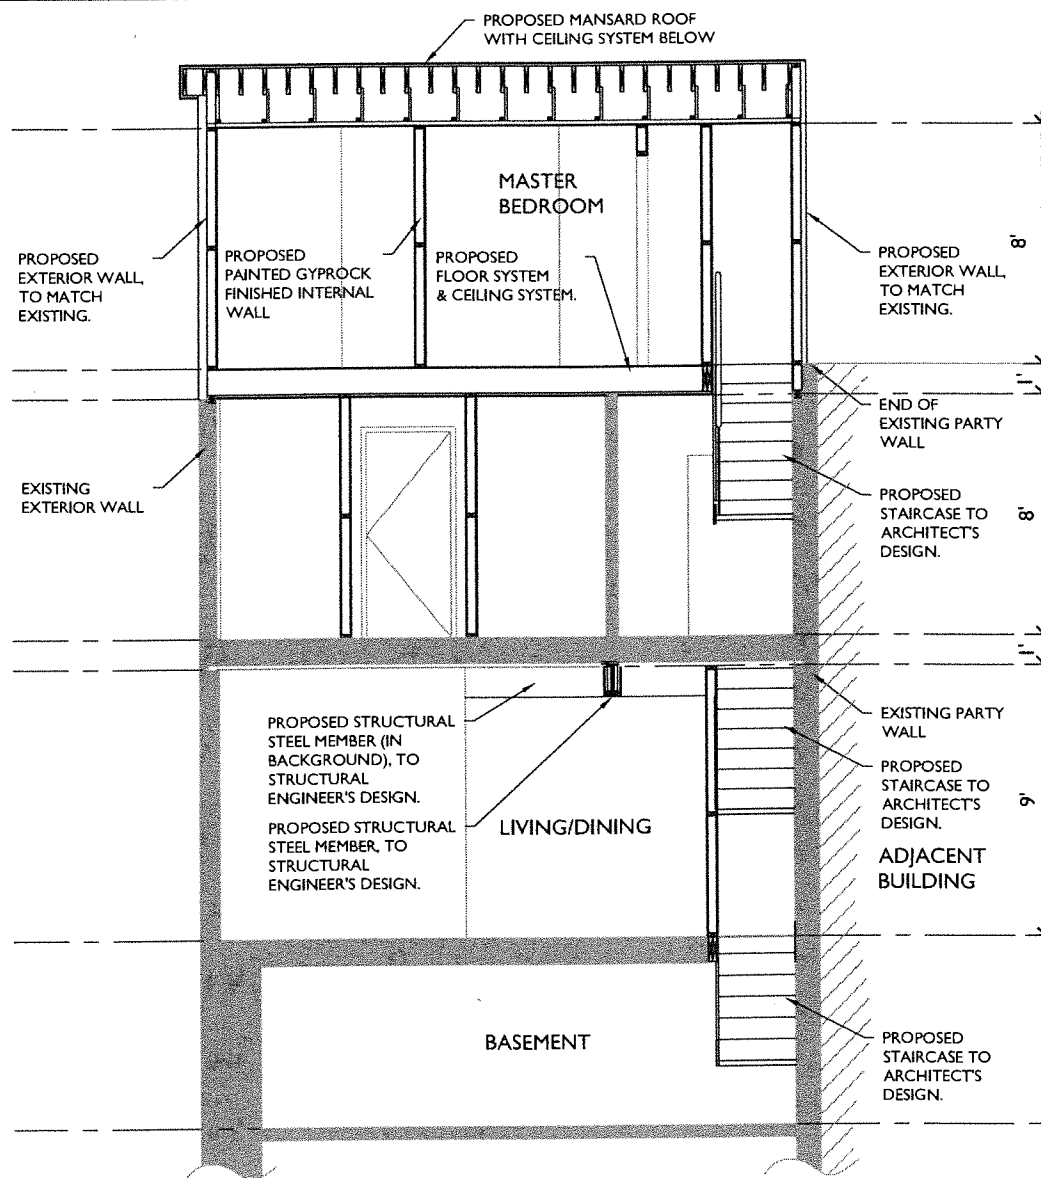 PROPOSED MANSARD ROOF
WITH CEILING SYSTEM BELOW
MASTER
BEDROOM
PROPOSED
EXTERIOR WALL,
TO MATCH
EXISTING.
PROPOSED
PAINTED GYPROCK
FINISHED INTERNAL
WALL
PROPOSED
FLOOR SYSTEM
& CEILING SYSTEM.
PROPOSED
EXTERIOR WALL,
TO MATCH
EXISTING.
8'
1'
END OF
EXISTING PARTY
WALL
EXISTING
EXTERIOR WALL
PROPOSED
STAIRCASE TO
ARCHITECT'S
DESIGN.
8'
1'
PROPOSED STRUCTURAL
STEEL MEMBER (IN
BACKGROUND), TO
STRUCTURAL
ENGINEER'S DESIGN.
EXISTING PARTY
WALL
PROPOSED
STAIRCASE TO
ARCHITECT'S
DESIGN.
9'
PROPOSED STRUCTURAL
STEEL MEMBER, TO
STRUCTURAL
ENGINEER'S DESIGN.
LIVING/DINING
ADJACENT
BUILDING
BASEMENT
PROPOSED
STAIRCASE TO
ARCHITECT'S
DESIGN.